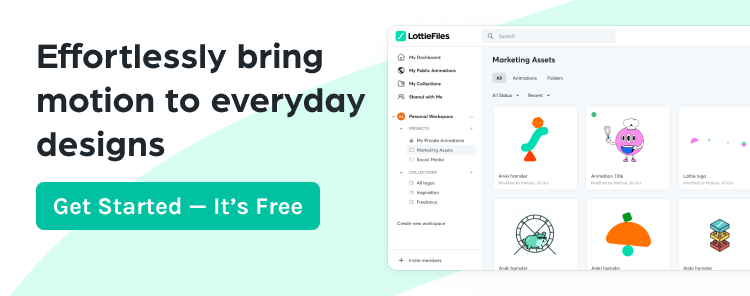 Effortlessly bring
motion to everyday
designs
Get Started – It's Free
LottieFiles
Search
My Dashboard
My Public Animations
My Collections
Shared with Me
Personal Workspace
PROJECTS
My Private Animations
Marketing Assets
Social Media
COLLECTIONS
All logos
Inspiration
Freelance
Create new workspace
Invite members
Marketing Assets
All Animations Folders
All Status Recent
Aniki hamster
Modified by Melissa, 10 Oct
Animation Title
Modified by Melissa, 10 Oct
Lottie logo
Modified by Melissa, 10 Oct
Aniki hamster
Aniki hamster
Aniki hamster